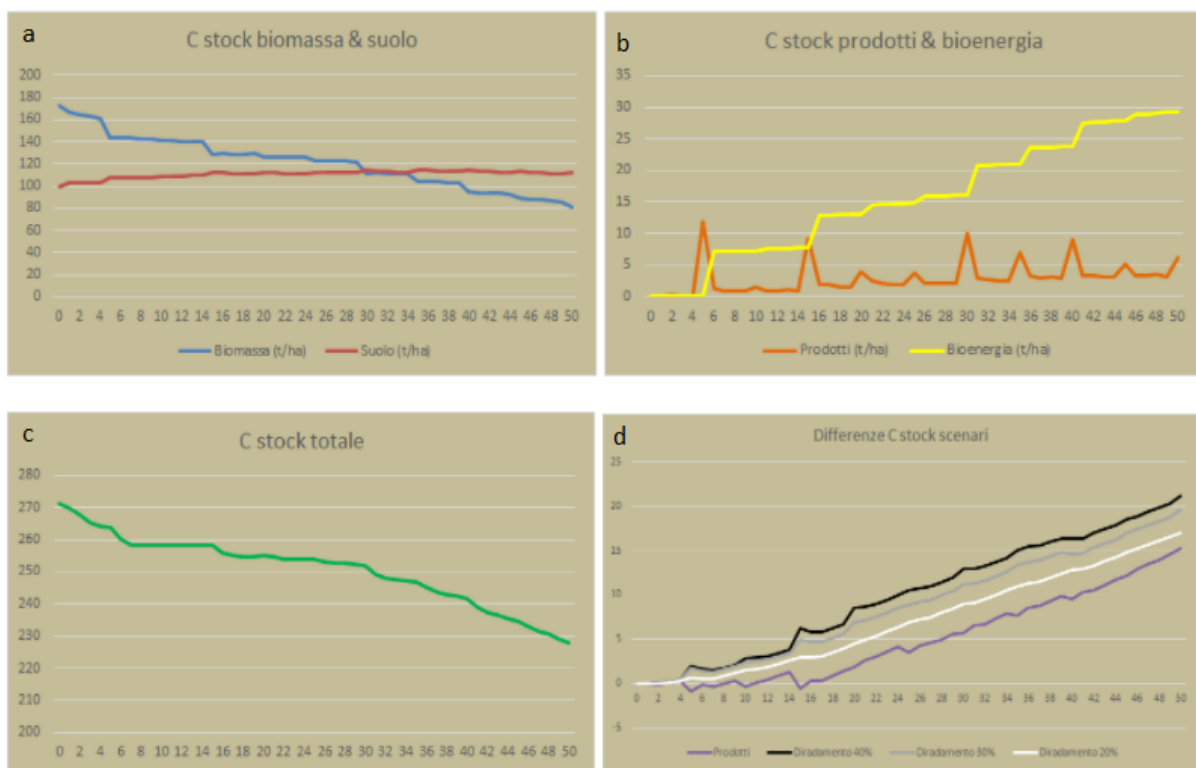 a
C stock biomassa & suolo
200
180
160
140
120
100
80
60
40
20
0
0 2 4 6 8 10 12 14 16 18 20 22 24 26 28 30 32 34 36 38 40 42 44 46 48 50
Biomassa (t/ha) Suolo (t/ha)
b
C stock prodotti & bioenergia
35
30
25
20
15
10
5
0
0 2 4 6 8 10 12 14 16 18 20 22 24 26 28 30 32 34 36 38 40 42 44 46 48 50
Prodotti (t/ha) Bioenergia (t/ha)
c
C stock totale
280
270
260
250
240
230
220
210
200
0 2 4 6 8 10 12 14 16 18 20 22 24 26 28 30 32 34 36 38 40 42 44 46 48 50
d
Differenze C stock scenari
25
20
15
10
5
0
-5
0 2 4 6 8 10 12 14 16 18 20 22 24 26 28 30 32 34 36 38 40 42 44 46 48 50
Prodotti Diradamento 40% Diradamento 30% Diradamento 20%